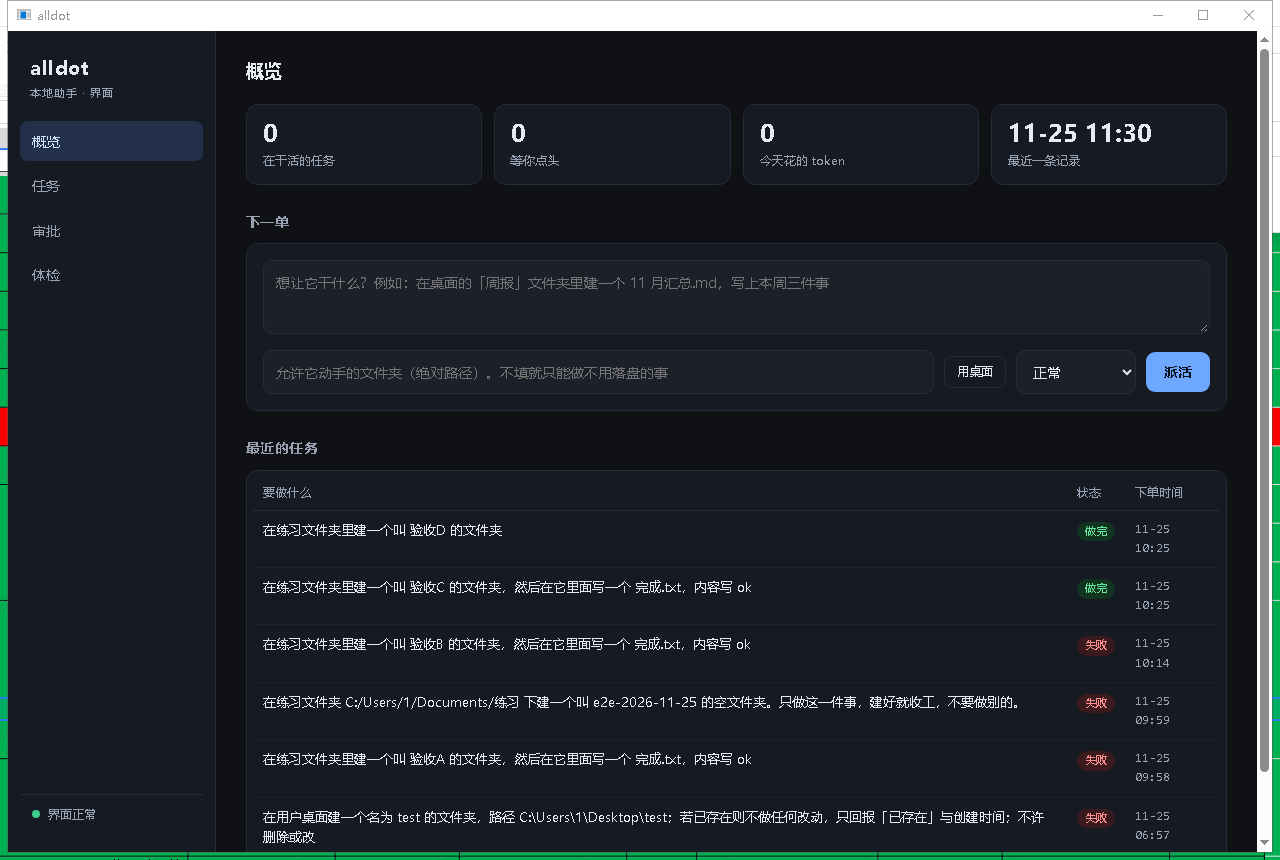 alldot
alldot
本地助手 · 界面
概览
任务
审批
体检
界面正常
概览
0
在干活的任务
0
等你点头
0
今天花的 token
11-25 11:30
最近一条记录
下一单
想让它干什么？例如：在桌面的「周报」文件夹里建一个 11 月汇总.md，写上本周三件事
允许它动手的文件夹（绝对路径）。不填就只能做不用落盘的事
用桌面
正常
派活
最近的任务
要做什么 状态 下单时间
在练习文件夹里建一个叫 验收D 的文件夹 做完 11-25
10:25
在练习文件夹里建一个叫 验收C 的文件夹，然后在它里面写一个 完成.txt，内容写 ok 做完 11-25
10:25
在练习文件夹里建一个叫 验收B 的文件夹，然后在它里面写一个 完成.txt，内容写 ok 失败 11-25
10:14
在练习文件夹 C:/Users/1/Documents/练习 下建一个叫 e2e-2026-11-25 的空文件夹。只做这一件事，建好就收工，不要做别的。 失败 11-25
09:59
在练习文件夹里建一个叫 验收A 的文件夹，然后在它里面写一个 完成.txt，内容写 ok 失败 11-25
09:58
在用户桌面建一个名为 test 的文件夹，路径 C:\Users\1\Desktop\test；若已存在则不做任何改动，只回报「已存在」与创建时间；不许 失败 11-25
删除或改 06:57